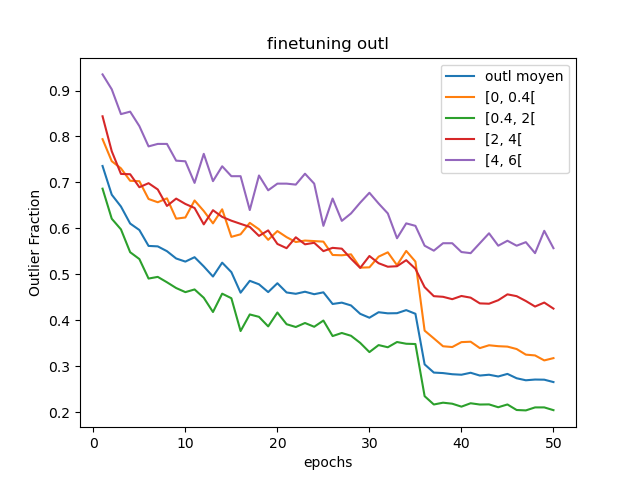 finetuning outl
outl moyen
[0, 0.4[
[0.4, 2[
[2, 4[
[4, 6[
Outlier Fraction
0.9
0.8
0.7
0.6
0.5
0.4
0.3
0.2
0 10 20 30 40 50
epochs